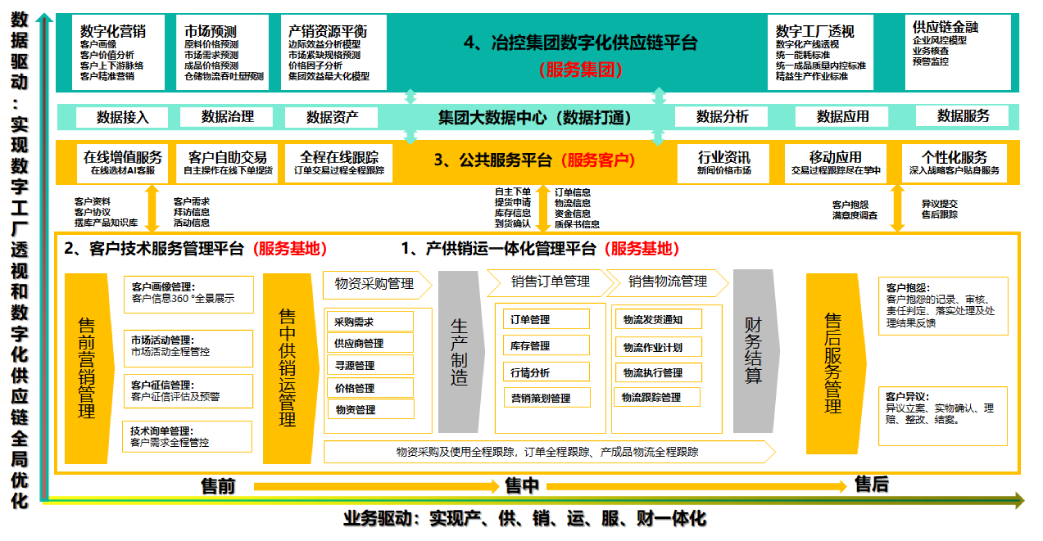 数据驱动：实现数字工厂透视和数字化供应链全局优化
数字化营销
客户画像
客户价值分析
客户上下游脉络
客户精准营销
市场预测
原料价格预测
市场需求预测
成品价格预测
仓储物流吞吐量预测
产销资源平衡
边际效益分析模型
市场紧缺规格预测
价格因子分析
集团效益最大化模型
4、冶控集团数字化供应链平台
（服务集团）
数字工厂透视
数字化产线透视
统一能耗标准
统一成品质量内控标准
精益生产作业标准
供应链金融
企业风控模型
业务核查
预警监控
数据接入
数据治理
数据资产
集团大数据中心（数据打通）
数据分析
数据应用
数据服务
在线增值服务
在线选材AI客服
客户自助交易
自主操作在线下单提货
全程在线跟踪
订单交易过程全程跟踪
3、公共服务平台（服务客户）
行业资讯
新闻价格市场
移动应用
交易过程跟踪尽在掌中
个性化服务
深入战略客户贴身服务
客户资料
客户协议
摆库产品知识库
客户需求
拜访信息
活动信息
自主下单
提货申请
库存信息
到货确认
订单信息
物流信息
资金信息
质保书信息
客户抱怨
满意度调查
异议提交
售后跟踪
2、客户技术服务管理平台（服务基地）
1、产供销运一体化管理平台（服务基地）
售前营销管理
客户画像管理：
客户信息360 °全景展示
市场活动管理：
市场活动全程管控
客户征信管理：
客户征信评估及预警
技术询单管理：
客户需求全程管控
售中供销运管理
物资采购管理
采购需求
供应商管理
寻源管理
价格管理
物资管理
生产制造
销售订单管理
订单管理
库存管理
行情分析
营销策划管理
销售物流管理
物流发货通知
物流作业计划
物流执行管理
物流跟踪管理
财务结算
售后服务管理
客户抱怨：
客户抱怨的记录、审核、
责任判定、落实处理及处
理结果反馈
客户异议：
异议立案、实物确认、理
赔、整改、结案。
物资采购及使用全程跟踪，订单全程跟踪、产成品物流全程跟踪
售前
售中
售后
业务驱动：实现产、供、销、运、服、财一体化